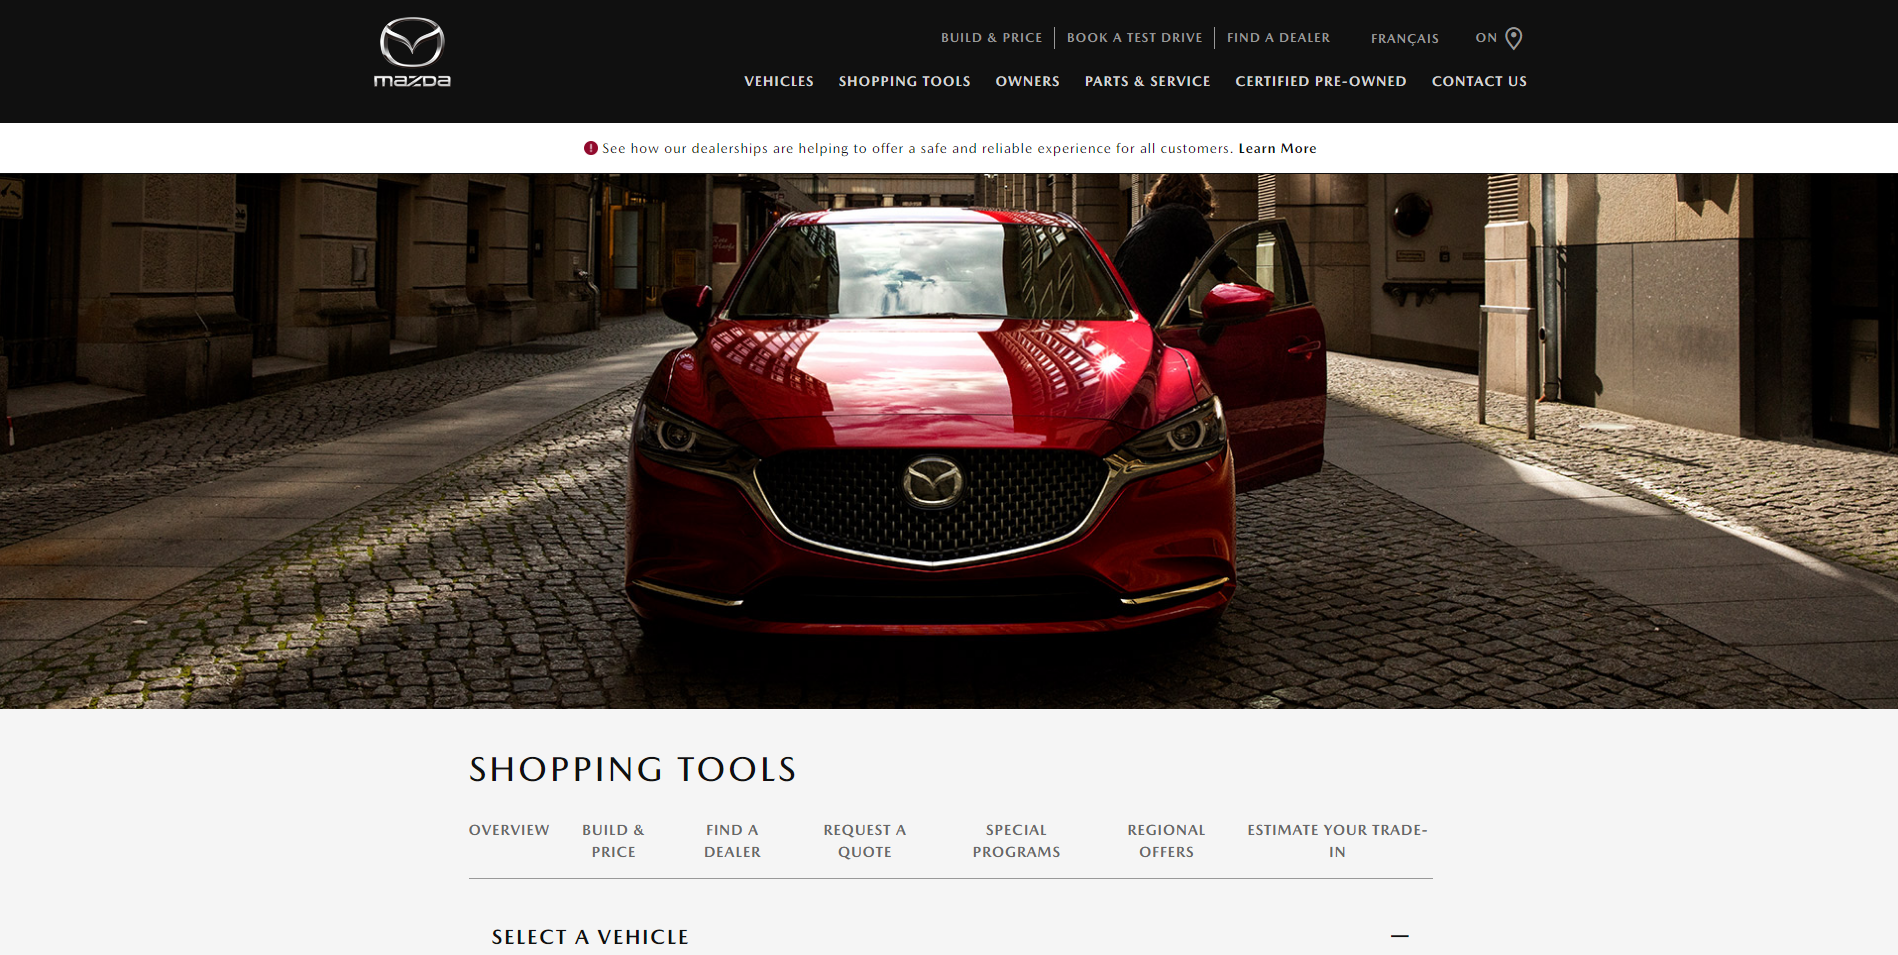 mazda
BUILD & PRICE
BOOK A TEST DRIVE
FIND A DEALER
FRANÇAIS
ON
VEHICLES
SHOPPING TOOLS
OWNERS
PARTS & SERVICE
CERTIFIED PRE-OWNED
CONTACT US
See how our dealerships are helping to offer a safe and reliable experience for all customers. Learn More
SHOPPING TOOLS
OVERVIEW
BUILD &
PRICE
FIND A
DEALER
REQUEST A
QUOTE
SPECIAL
PROGRAMS
REGIONAL
OFFERS
ESTIMATE YOUR TRADE-
IN
SELECT A VEHICLE